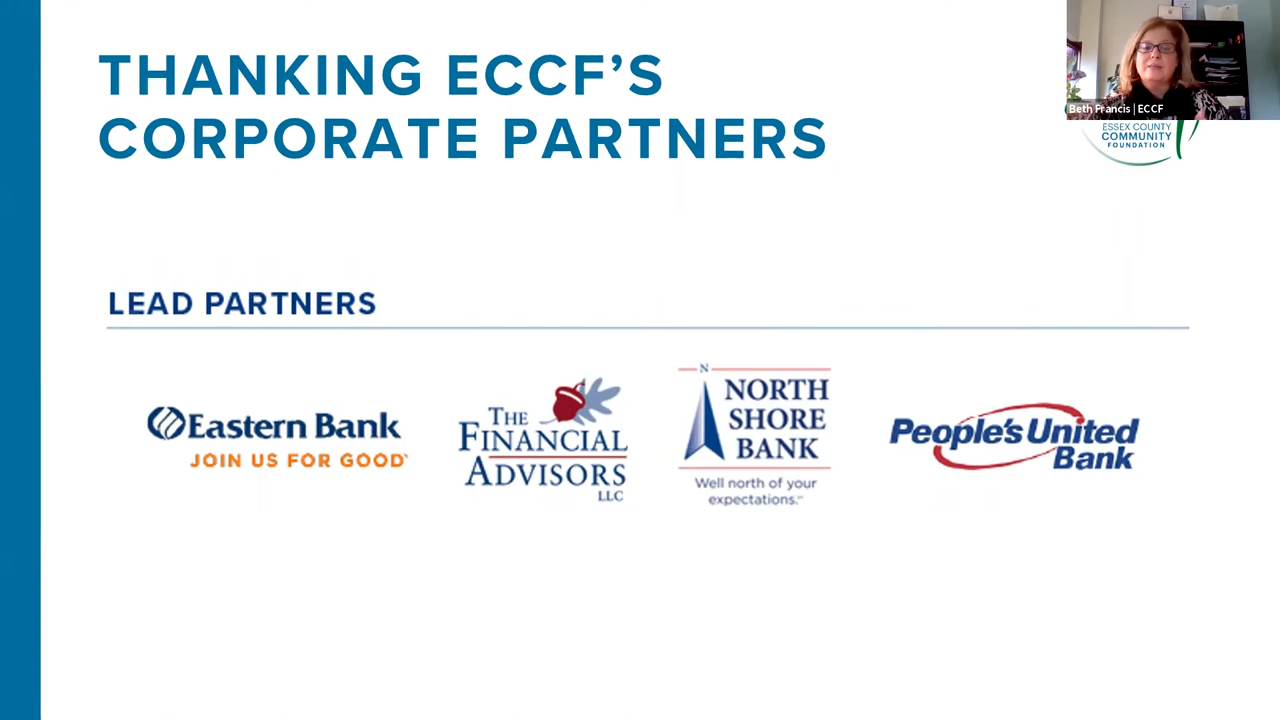 THANKING ECCF'S
CORPORATE PARTNERS
Beth Francis | ECCF
ESSEX COUNTY
COMMUNITY
FOUNDATION
LEAD PARTNERS
Eastern Bank
JOIN US FOR GOOD
THE
FINANCIAL
ADVISORS
LLC
N
NORTH
SHORE
BANK
Well north of your
expectations.℠
People's United
Bank